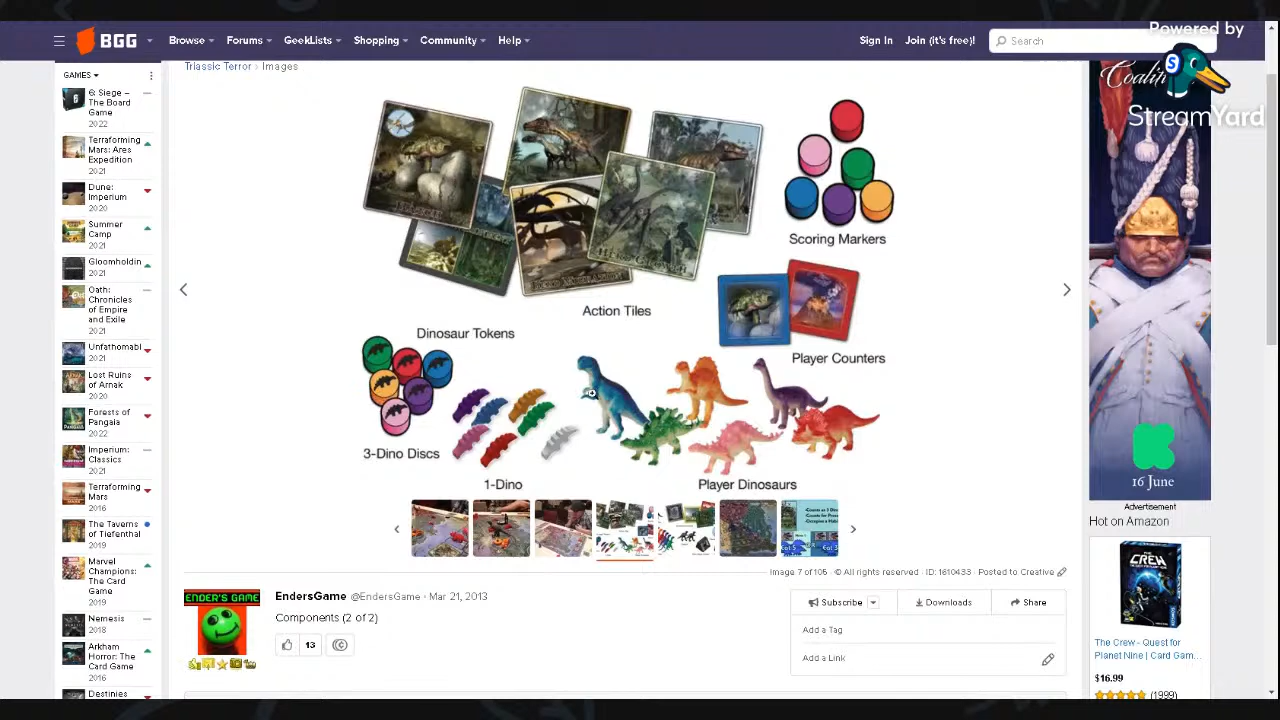 Powered by
StreamYard
BGG
Browse
Forums
GeekLists
Shopping
Community
Help
Sign In
Join (it's free!)
Search
GAMES
6: Siege –
The Board
Game
2022
Terraforming
Mars: Ares
Expedition
2021
Dune:
Imperium
2020
Summer
Camp
2021
Gloomholdin
2021
Oath:
Chronicles
of Empire
and Exile
2021
Unfathomabl
2021
Lost Ruins
of Arnak
2020
Forests of
Pangaia
2022
Imperium:
Classics
2021
Terraforming
Mars
2016
The Taverns
of Tiefenthal
2019
Marvel
Champions:
The Card
Game
2019
Nemesis
2018
Arkham
Horror: The
Card Game
2016
Destinies
Triassic Terror > Images
Scoring Markers
Action Tiles
Player Counters
Dinosaur Tokens
3-Dino Discs
1-Dino
Player Dinosaurs
Image 7 of 105 · © All rights reserved · ID: 1610433 · Posted to Creative
ENDER'S GAME
EndersGame @EndersGame · Mar 21, 2013
Components (2 of 2)
13
Subscribe
Downloads
Share
Add a Tag
Add a Link
16 June
Advertisement
Hot on Amazon
THE CREW
The Crew - Quest for
Planet Nine | Card Gam...
$16.99
(1999)